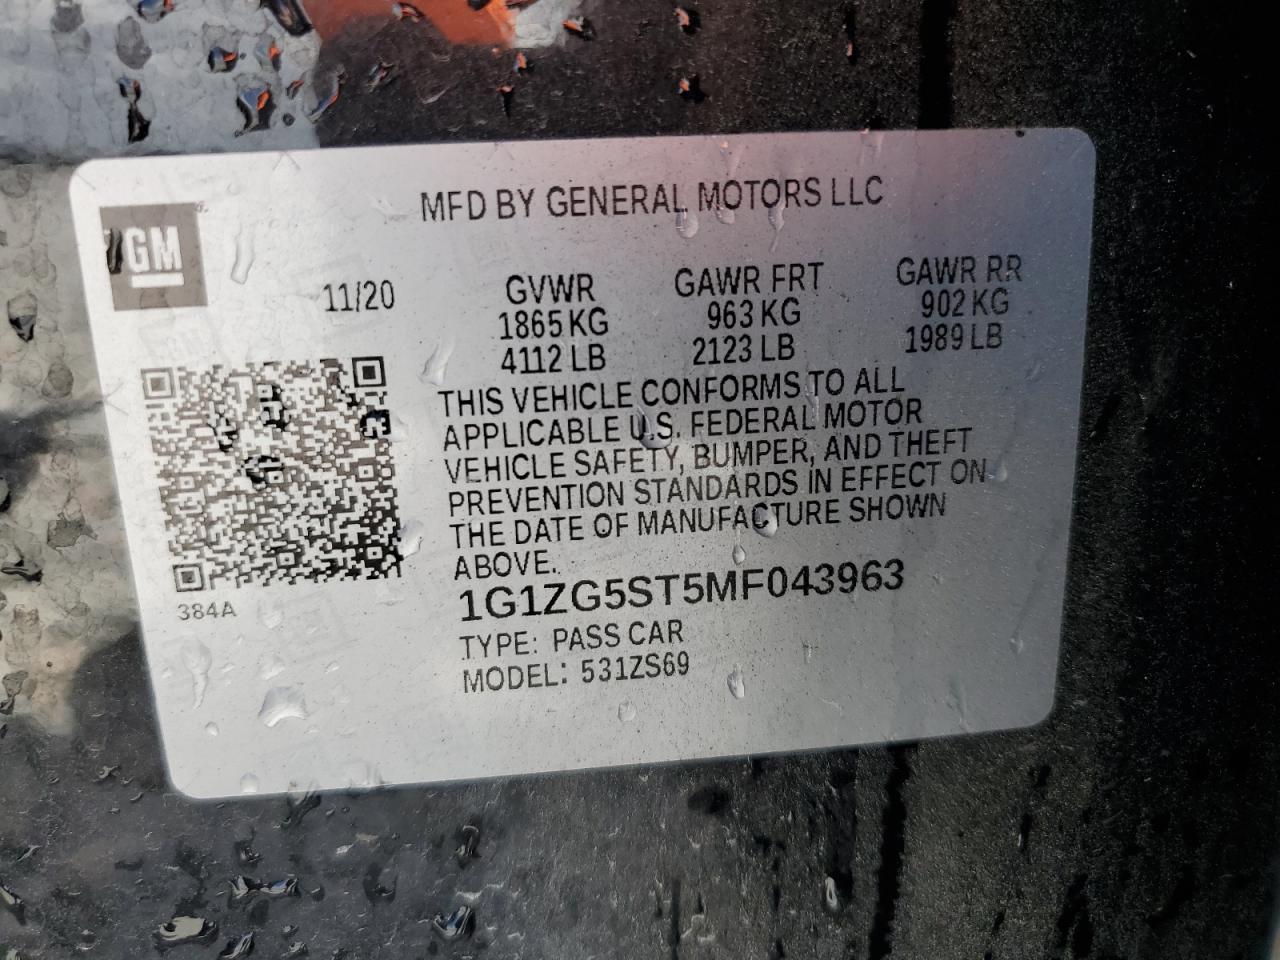 MFD BY GENERAL MOTORS LLC
GM
11/20
GVWR
1865 KG
4112 LB
GAWR FRT
963 KG
2123 LB
GAWR RR
902 KG
1989 LB
THIS VEHICLE CONFORMS TO ALL
APPLICABLE U.S. FEDERAL MOTOR
VEHICLE SAFETY, BUMPER, AND THEFT
PREVENTION STANDARDS IN EFFECT ON
THE DATE OF MANUFACTURE SHOWN
ABOVE.
384A
1G1ZG5ST5MF043963
TYPE: PASS CAR
MODEL: 531ZS69